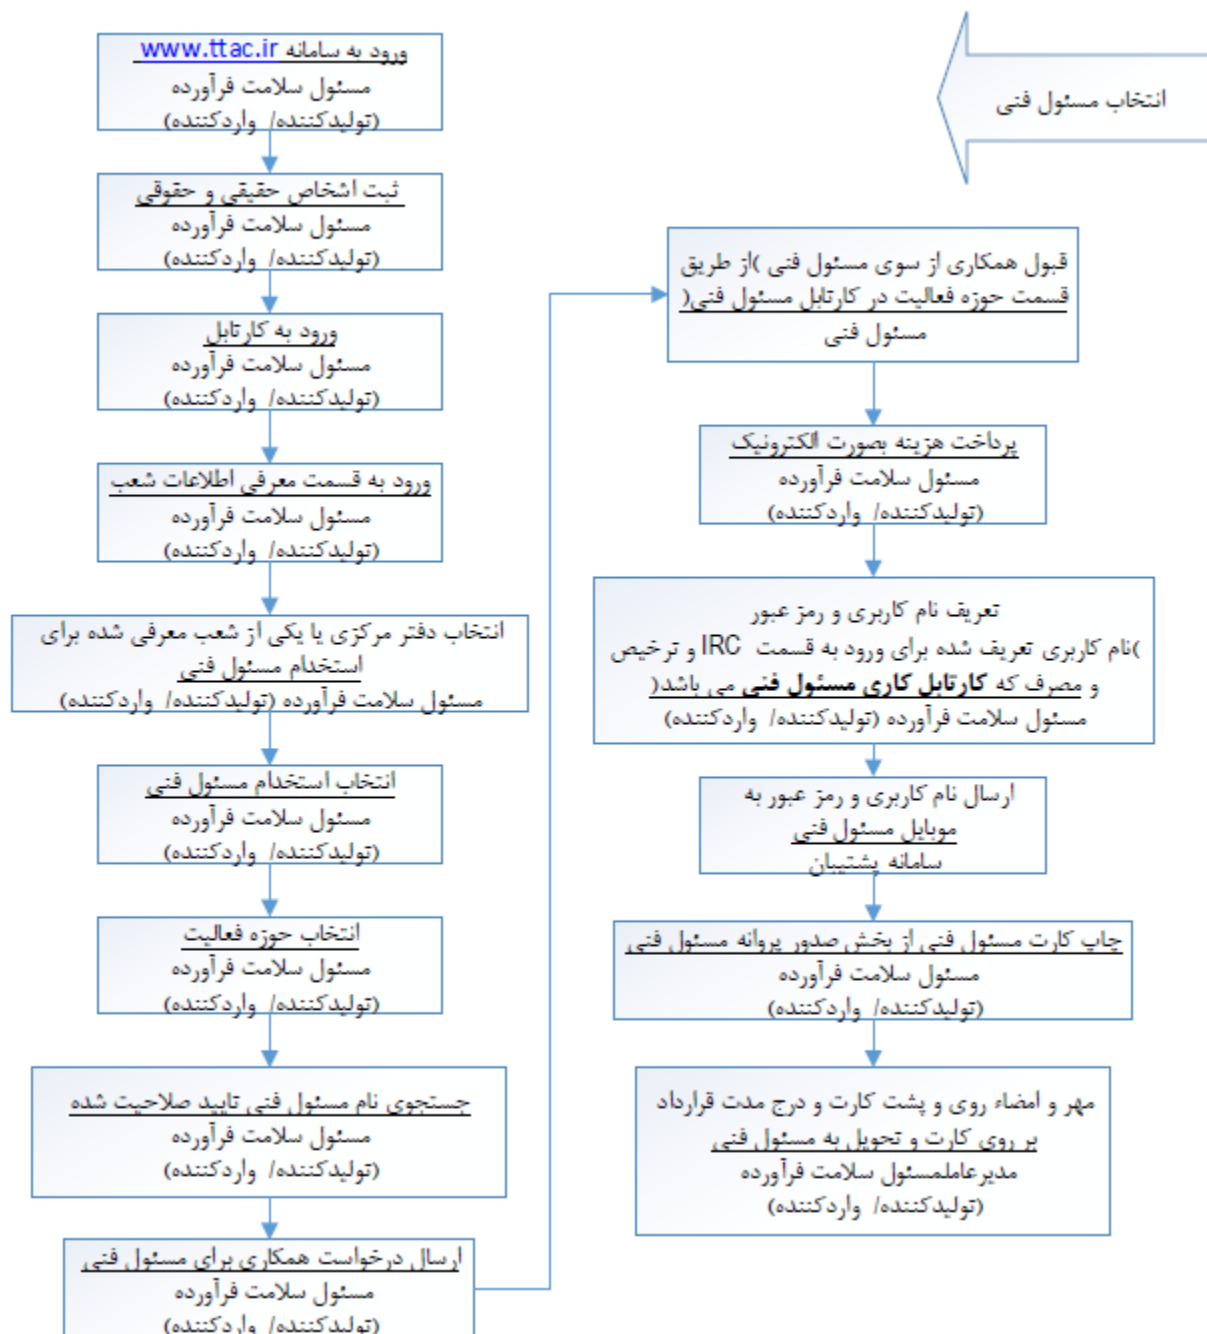 انتخاب مسئول فنی
ورود به سامانه www.ttac.ir
مسئول سلامت فرآورده
(تولیدکننده/ واردکننده)
ثبت اشخاص حقیقی و حقوقی
مسئول سلامت فرآورده
(تولیدکننده/ واردکننده)
ورود به کارتابل
مسئول سلامت فرآورده
(تولیدکننده/ واردکننده)
ورود به قسمت معرفی اطلاعات شعب
مسئول سلامت فرآورده
(تولیدکننده/ واردکننده)
انتخاب دفتر مرکزی یا یکی از شعب معرفی شده برای
استخدام مسئول فنی
مسئول سلامت فرآورده (تولیدکننده/ واردکننده)
انتخاب استخدام مسئول فنی
مسئول سلامت فرآورده
(تولیدکننده/ واردکننده)
انتخاب حوزه فعالیت
مسئول سلامت فرآورده
(تولیدکننده/ واردکننده)
جستجوی نام مسئول فنی تایید صلاحیت شده
مسئول سلامت فرآورده
(تولیدکننده/ واردکننده)
ارسال درخواست همکاری برای مسئول فنی
مسئول سلامت فرآورده
(تولیدکننده/ واردکننده)
قبول همکاری از سوی مسئول فنی )از طریق
قسمت حوزه فعالیت در کارتابل مسئول فنی(
مسئول فنی
پرداخت هزینه بصورت الکترونیک
مسئول سلامت فرآورده
(تولیدکننده/ واردکننده)
تعریف نام کاربری و رمز عبور
)نام کاربری تعریف شده برای ورود به قسمت IRC و ترخیص
و مصرف که کارتابل کاری مسئول فنی می باشد(
مسئول سلامت فرآورده (تولیدکننده/ واردکننده)
ارسال نام کاربری و رمز عبور به
موبایل مسئول فنی
سامانه پشتیبان
چاپ کارت مسئول فنی از بخش صدور پروانه مسئول فنی
مسئول سلامت فرآورده
(تولیدکننده/ واردکننده)
مهر و امضاء روی و پشت کارت و درج مدت قرارداد
بر روی کارت و تحویل به مسئول فنی
مدیرعاملمسئول سلامت فرآورده
(تولیدکننده/ واردکننده)